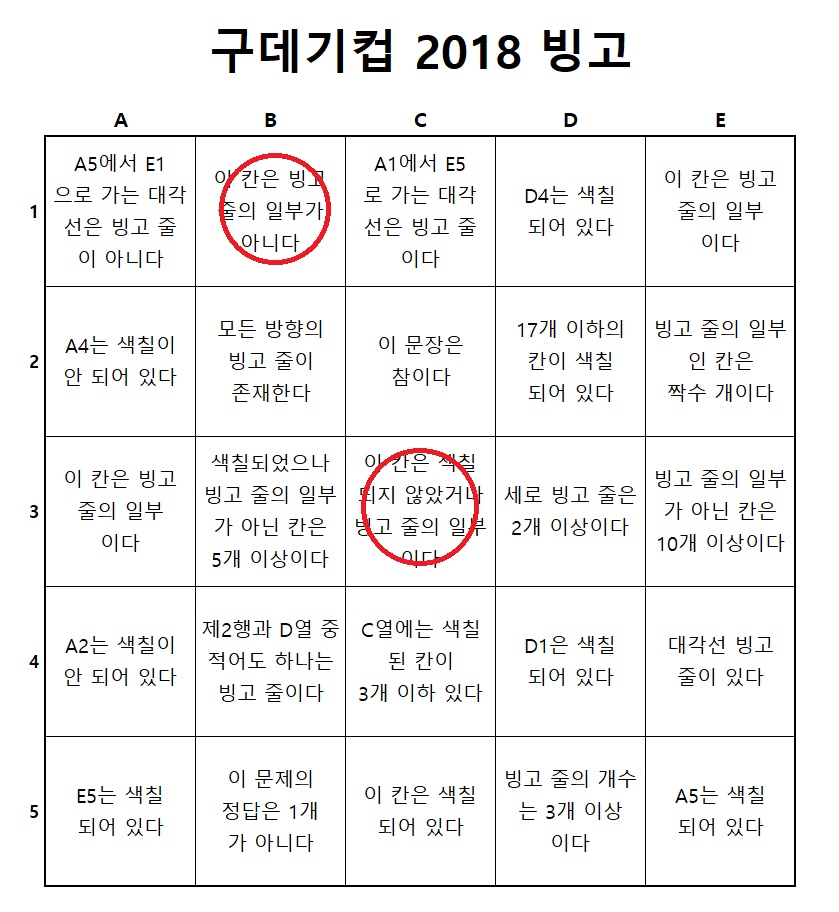 구데기컵 2018 빙고
A B C D E
1
A5에서 E1
으로 가는 대각
선은 빙고 줄
이 아니다
이 칸은 빙고
줄의 일부가
아니다
A1에서 E5
로 가는 대각
선은 빙고 줄
이다
D4는 색칠
되어 있다
이 칸은 빙고
줄의 일부
이다
2
A4는 색칠이
안 되어 있다
모든 방향의
빙고 줄이
존재한다
이 문장은
참이다
17개 이하의
칸이 색칠
되어 있다
빙고 줄의 일부
인 칸은
짝수 개이다
3
이 칸은 빙고
줄의 일부
이다
색칠되었으나
빙고 줄의 일부
가 아닌 칸은
5개 이상이다
이 칸은 색칠
되지 않았거나
빙고 줄의 일부
이다
세로 빙고 줄은
2개 이상이다
빙고 줄의 일부
가 아닌 칸은
10개 이상이다
4
A2는 색칠이
안 되어 있다
제2행과 D열 중
적어도 하나는
빙고 줄이다
C열에는 색칠
된 칸이
3개 이하 있다
D1은 색칠
되어 있다
대각선 빙고
줄이 있다
5
E5는 색칠
되어 있다
이 문제의
정답은 1개
가 아니다
이 칸은 색칠
되어 있다
빙고 줄의 개수
는 3개 이상
이다
A5는 색칠
되어 있다